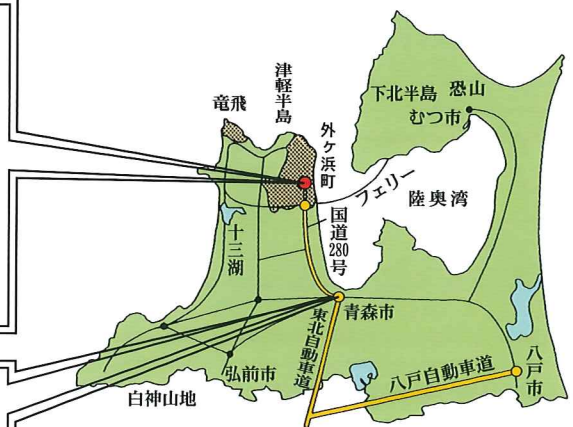 竜飛
津軽半島
外ヶ浜町
下北半島
恐山
むつ市
フェリー
陸奥湾
十三湖
国道280号
青森市
東北自動車道
弘前市
白神山地
八戸自動車道
八戸市